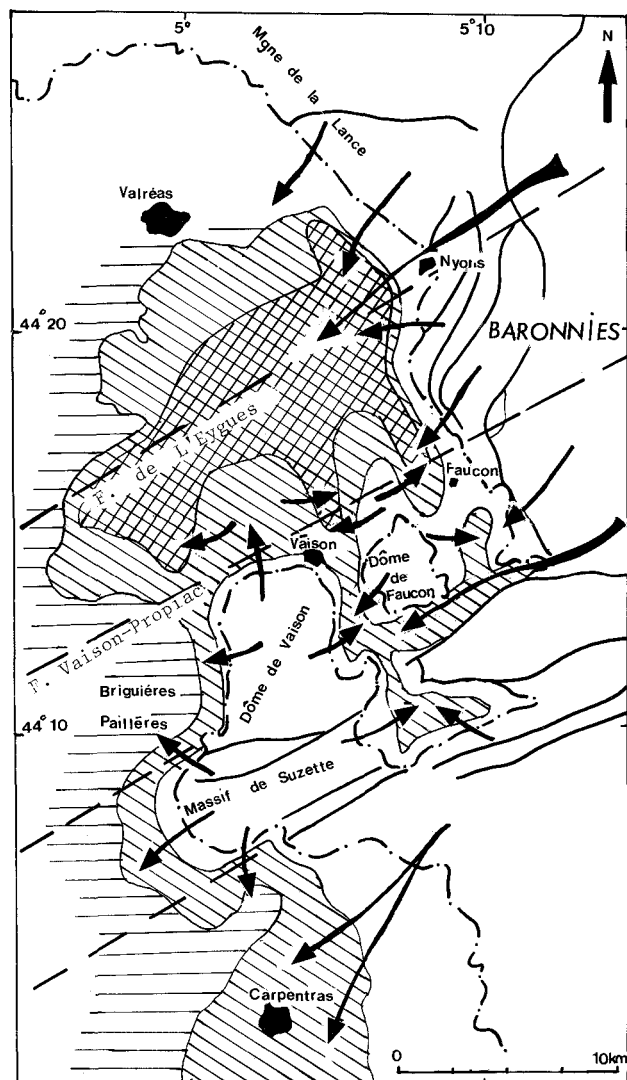 5°
5° 10
N
Mgne de la
Lance
Valréas
Nyons
44° 20
BARONNIES
F. de L'Eygues
Faucon
Vaison
Dôme
de
Faucon
F. Vaison-Propiac
Dôme de Vaison
Briguiéres
Paillères
44° 10
Massif de Suzette
Carpentras
0
10km